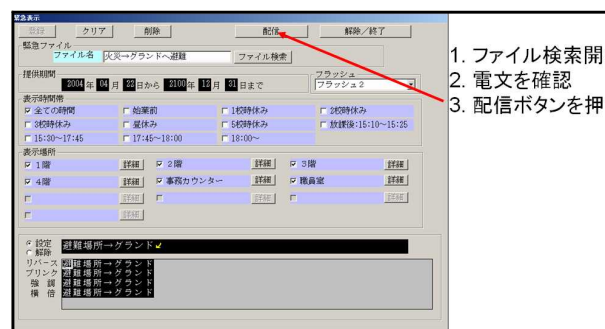 緊急表示
登録 クリア 削除 配信 解除／終了
緊急ファイル
ファイル名 火災→グランドへ避難 ファイル検索
提供期間
2004 年 04 月 日から 2100 年 12 月 31 日まで
フラッシュ
フラッシュ2
表示時間帯
全ての時間 始業前 1校時休み 2校時休み
3校時休み 昼休み 5校時休み 放課後:15:10～15:25
15:30～17:45 17:45～18:00 18:00～
表示場所
1階 詳細 2階 詳細 3階 詳細
4階 詳細 事務カウンター 詳細 職員室 詳細
詳細 詳細 詳細
詳細
設定 避難場所→グランド
解除
リバース 避難場所→グランド
ブリンク 避難場所→グランド
強調 避難場所→グランド
横倍 避難場所→グランド
1. ファイル検索開
2. 電文を確認
3. 配信ボタンを押